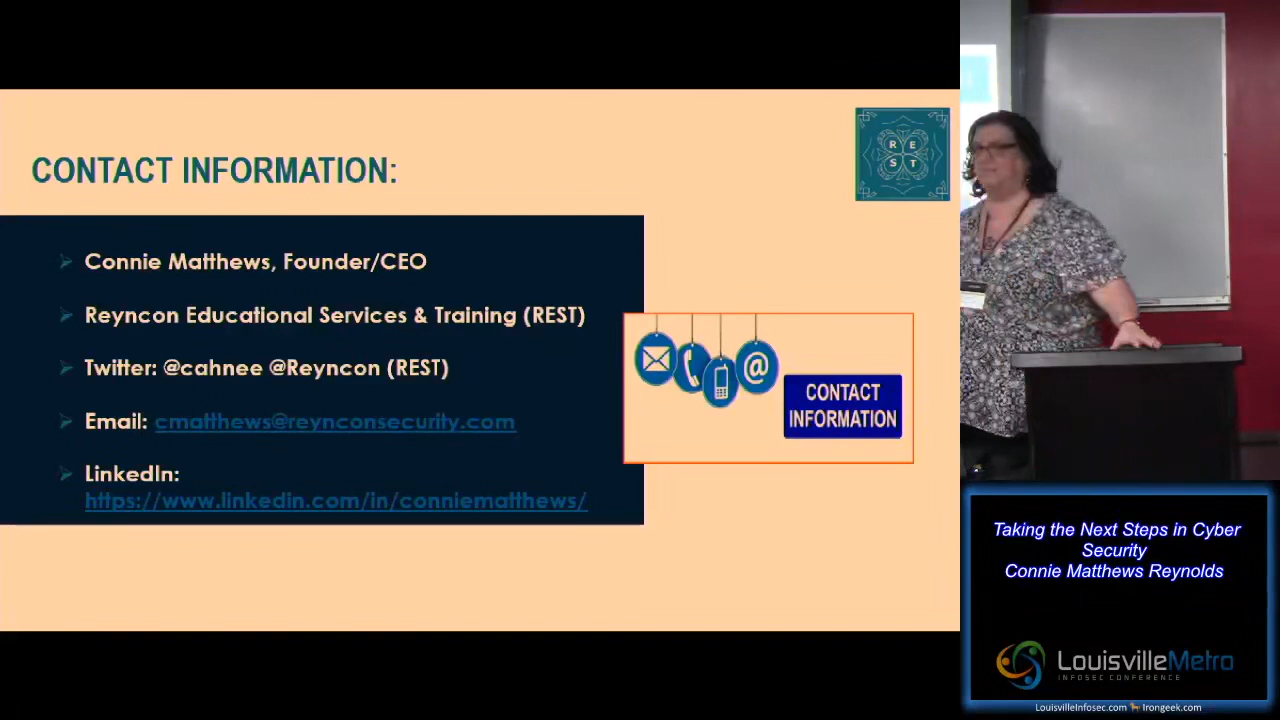 CONTACT INFORMATION:
R E
S T
Connie Matthews, Founder/CEO
Reyncon Educational Services & Training (REST)
Twitter: @cahnee @Reyncon (REST)
Email: cmatthews@reynconsecurity.com
LinkedIn:
https://www.linkedin.com/in/conniematthews/
@
CONTACT
INFORMATION
Taking the Next Steps in Cyber
Security
Connie Matthews Reynolds
LouisvilleMetro
INFOSEC CONFERENCE
LouisvilleInfosec.com Irongeek.com